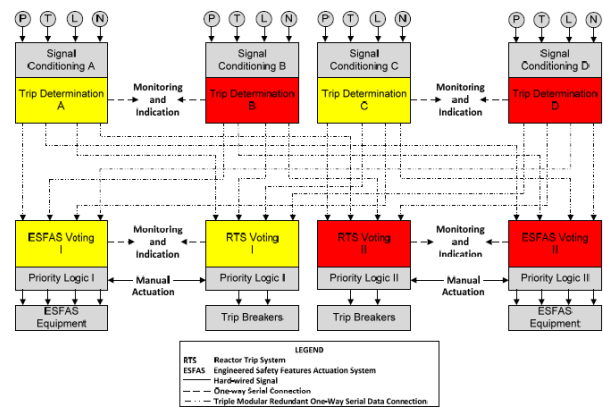 P T L N P T L N P T L N P T L N
Signal Conditioning A
Signal Conditioning B
Signal Conditioning C
Signal Conditioning D
Trip Determination A
Monitoring and Indication
Trip Determination B
Trip Determination C
Monitoring and Indication
Trip Determination D
ESFAS Voting I
Monitoring and Indication
RTS Voting I
RTS Voting II
Monitoring and Indication
ESFAS Voting II
Priority Logic I
Manual Actuation
Priority Logic I
Priority Logic II
Manual Actuation
Priority Logic II
ESFAS Equipment
Trip Breakers
Trip Breakers
ESFAS Equipment
LEGEND
RTS Reactor Trip System
ESFAS Engineered Safety Features Actuation System
Hard-wired Signal
One-way Serial Connection
Triple Modular Redundant One-Way Serial Data Connection